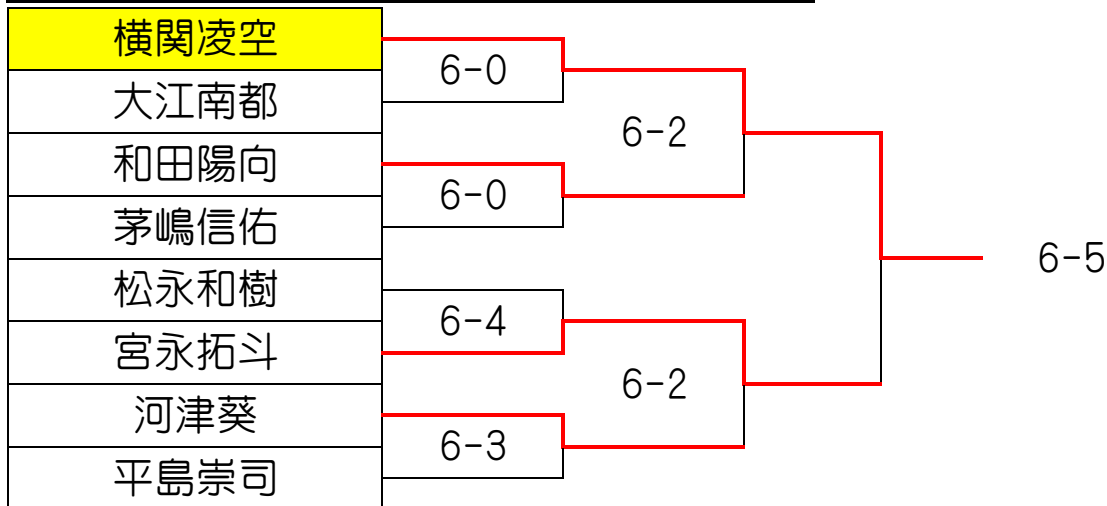 横関凌空
大江南都
和田陽向
茅嶋信佑
松永和樹
宮永拓斗
河津葵
平島崇司
6-0
6-0
6-4
6-3
6-2
6-2
6-5